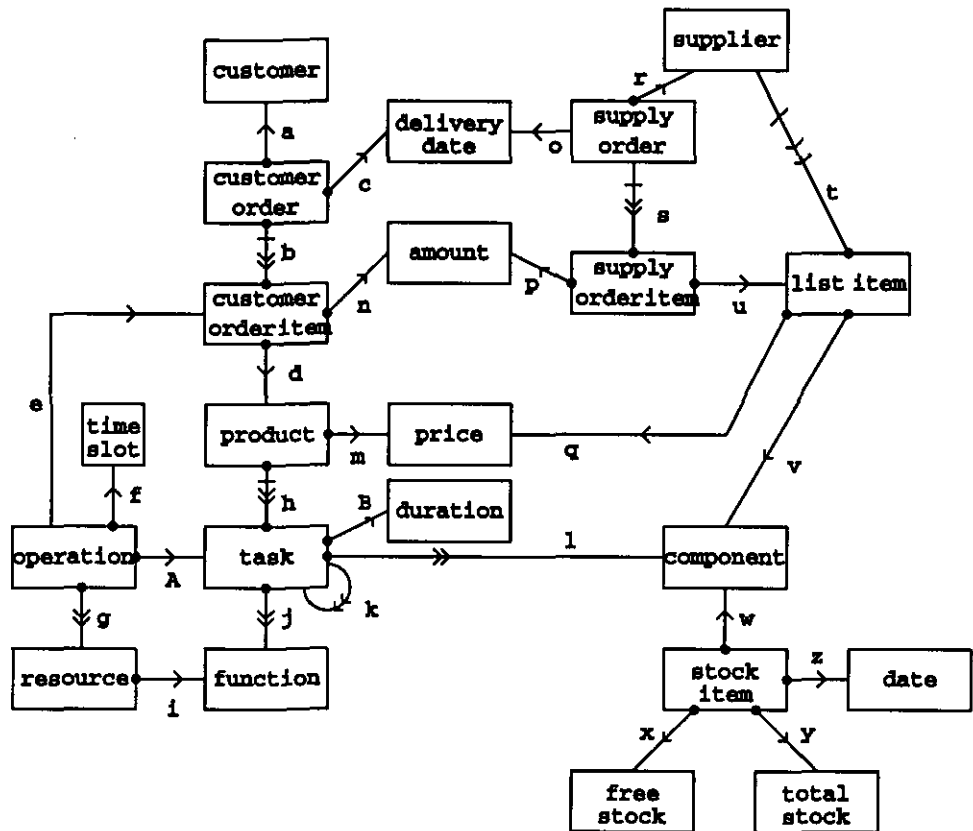 supplier
customer
r
delivery
date
supply
order
a
o
customer
order
c
t
s
b
amount
supply
orderitem
list item
customer
orderitem
n
p
u
d
e
time
slot
product
price
m
q
v
f
h
B
duration
operation
task
l
component
A
k
g
j
w
resource
function
stock
item
z
date
i
x
y
free
stock
total
stock